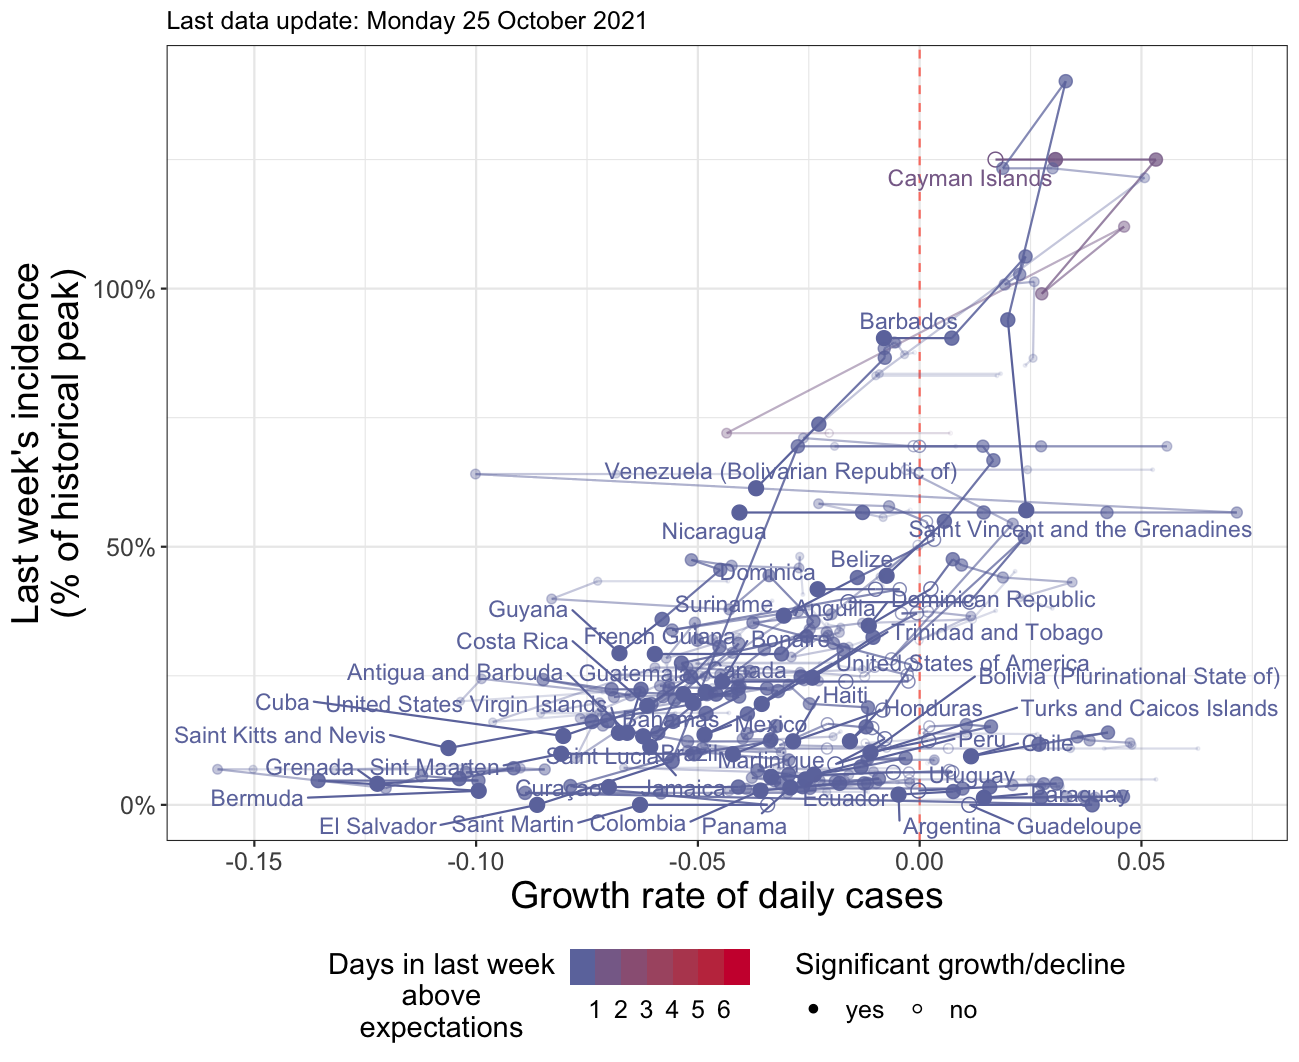 Last data update: Monday 25 October 2021
Last week's incidence
(% of historical peak)
100%
50%
0%
Cayman Islands
Barbados
Venezuela (Bolivarian Republic of)
Nicaragua
Saint Vincent and the Grenadines
Belize
Dominica
Guyana
Suriname
Anguilla
Dominican Republic
Costa Rica
French Guiana
Bonaire
Trinidad and Tobago
Antigua and Barbuda
Guatemala
Canada
United States of America
Bolivia (Plurinational State of)
Cuba
United States Virgin Islands
Haiti
Honduras
Turks and Caicos Islands
Saint Kitts and Nevis
Bahamas
Mexico
Peru
Chile
Grenada
Sint Maarten
Saint Lucia
Brazil
Martinique
Uruguay
Bermuda
Curaçao
Jamaica
Ecuador
Paraguay
El Salvador
Saint Martin
Colombia
Panama
Argentina
Guadeloupe
-0.15
-0.10
-0.05
0.00
0.05
Growth rate of daily cases
Days in last week
above
expectations
1 2 3 4 5 6
Significant growth/decline
yes
no